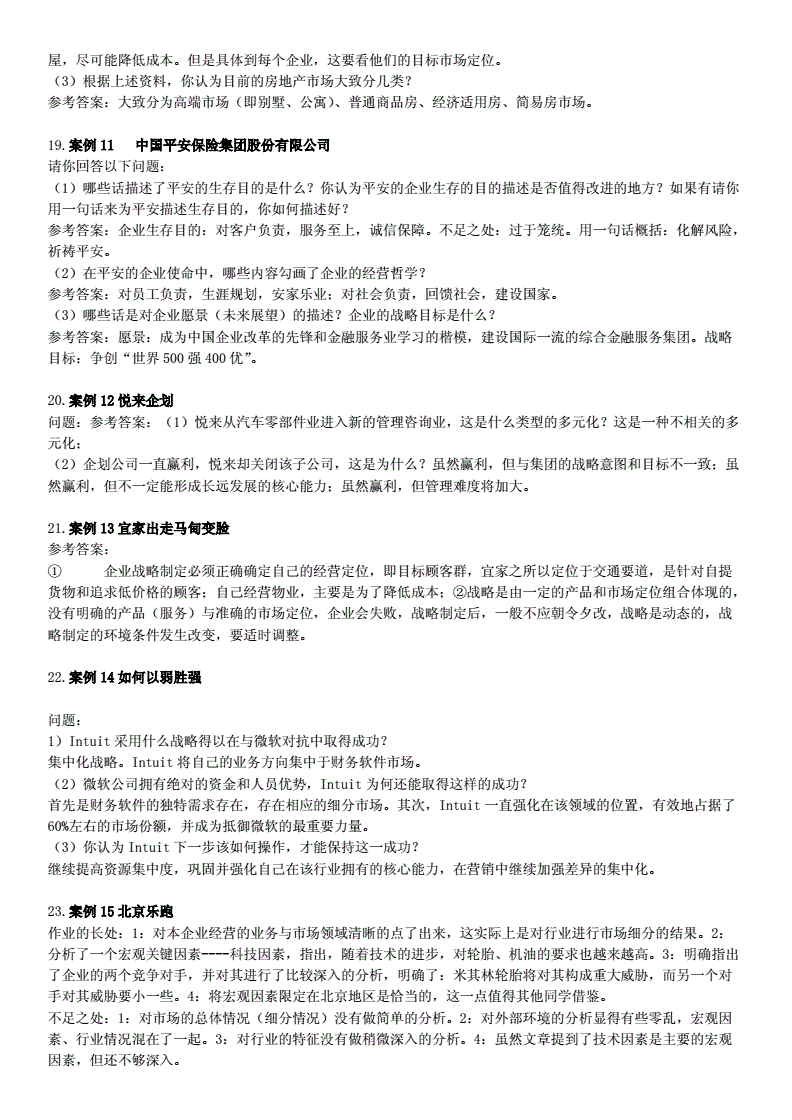 屋，尽可能降低成本。但是具体到每个企业，这要看他们的目标市场定位。
（3）根据上述资料，你认为目前的房地产市场大致分几类？
参考答案：大致分为高端市场（即别墅、公寓）、普通商品房、经济适用房、简易房市场。
19.案例 11 中国平安保险集团股份有限公司
请你回答以下问题：
（1）哪些话描述了平安的生存目的是什么？你认为平安的企业生存的目的描述是否值得改进的地方？如果有请你
用一句话来为平安描述生存目的，你如何描述好？
参考答案：企业生存目的：对客户负责，服务至上，诚信保障。不足之处：过于笼统。用一句话概括：化解风险，
祈祷平安。
（2）在平安的企业使命中，哪些内容勾画了企业的经营哲学？
参考答案：对员工负责，生涯规划，安家乐业；对社会负责，回馈社会，建设国家。
（3）哪些话是对企业愿景（未来展望）的描述？企业的战略目标是什么？
参考答案：愿景：成为中国企业改革的先锋和金融服务业学习的楷模，建设国际一流的综合金融服务集团。战略
目标：争创“世界 500 强 400 优”。
20.案例 12 悦来企划
问题：参考答案：（1）悦来从汽车零部件业进入新的管理咨询业，这是什么类型的多元化？这是一种不相关的多
元化；
（2）企划公司一直赢利，悦来却关闭该子公司，这是为什么？虽然赢利，但与集团的战略意图和目标不一致；虽
然赢利，但不一定能形成长远发展的核心能力；虽然赢利，但管理难度将加大。
21.案例 13 宜家出走马甸变脸
参考答案：
① 企业战略制定必须正确确定自己的经营定位，即目标顾客群，宜家之所以定位于交通要道，是针对自提
货物和追求低价格的顾客；自己经营物业，主要是为了降低成本；②战略是由一定的产品和市场定位组合体现的，
没有明确的产品（服务）与准确的市场定位，企业会失败，战略制定后，一般不应朝令夕改，战略是动态的，战
略制定的环境条件发生改变，要适时调整。
22.案例 14 如何以弱胜强
问题：
1）Intuit 采用什么战略得以在与微软对抗中取得成功？
集中化战略。Intuit 将自己的业务方向集中于财务软件市场。
（2）微软公司拥有绝对的资金和人员优势，Intuit 为何还能取得这样的成功？
首先是财务软件的独特需求存在，存在相应的细分市场。其次，Intuit 一直强化在该领域的位置，有效地占据了
60%左右的市场份额，并成为抵御微软的最重要力量。
（3）你认为 Intuit 下一步该如何操作，才能保持这一成功？
继续提高资源集中度，巩固并强化自己在该行业拥有的核心能力，在营销中继续加强差异的集中化。
23.案例 15 北京乐跑
作业的长处：1：对本企业经营的业务与市场领域清晰的点了出来，这实际上是对行业进行市场细分的结果。2：
分析了一个宏观关键因素----科技因素，指出，随着技术的进步，对轮胎、机油的要求也越来越高。3：明确指出
了企业的两个竞争对手，并对其进行了比较深入的分析，明确了：米其林轮胎将对其构成重大威胁，而另一个对
手对其威胁要小一些。4：将宏观因素限定在北京地区是恰当的，这一点值得其他同学借鉴。
不足之处：1：对市场的总体情况（细分情况）没有做简单的分析。2：对外部环境的分析显得有些零乱，宏观因
素、行业情况混在了一起。3：对行业的特征没有做稍微深入的分析。4：虽然文章提到了技术因素是主要的宏观
因素，但还不够深入。